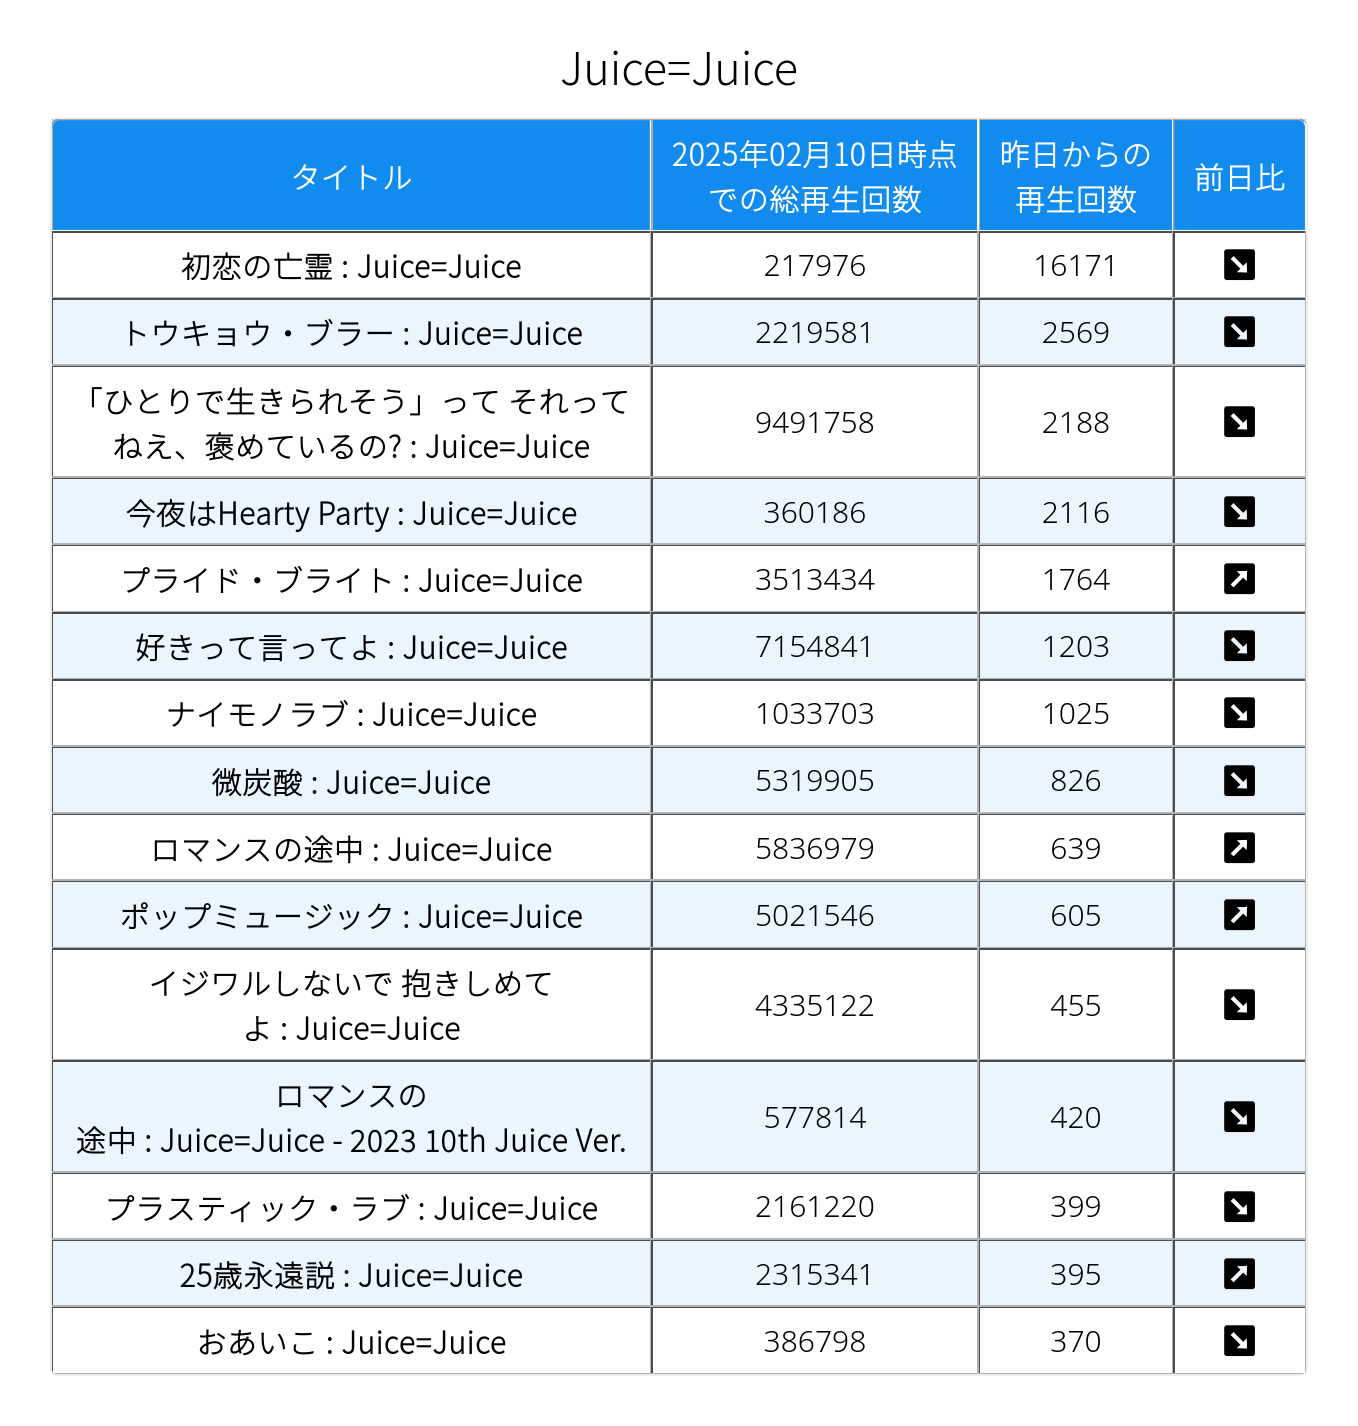 Juice=Juice
タイトル
2025年02月10日時点
での総再生回数
昨日からの
再生回数
前日比
初恋の亡霊 : Juice=Juice 217976 16171
トウキョウ・ブラー : Juice=Juice 2219581 2569
「ひとりで生きられそう」って それって
ねえ、褒めているの? : Juice=Juice
9491758 2188
今夜はHearty Party : Juice=Juice 360186 2116
プライド・ブライト : Juice=Juice 3513434 1764
好きって言ってよ : Juice=Juice 7154841 1203
ナイモノラブ : Juice=Juice 1033703 1025
微炭酸 : Juice=Juice 5319905 826
ロマンスの途中 : Juice=Juice 5836979 639
ポップミュージック : Juice=Juice 5021546 605
イジワルしないで 抱きしめて
よ : Juice=Juice
4335122 455
ロマンスの
途中 : Juice=Juice - 2023 10th Juice Ver.
577814 420
プラスティック・ラブ : Juice=Juice 2161220 399
25歳永遠説 : Juice=Juice 2315341 395
おあいこ : Juice=Juice 386798 370